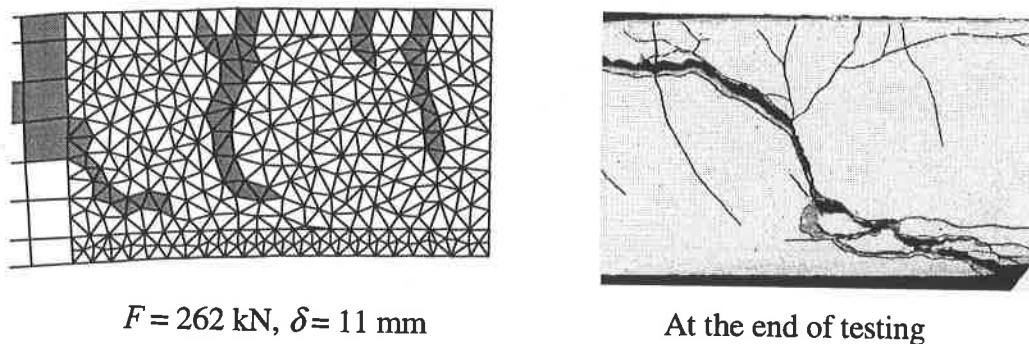 F = 262 kN, δ = 11 mm
At the end of testing